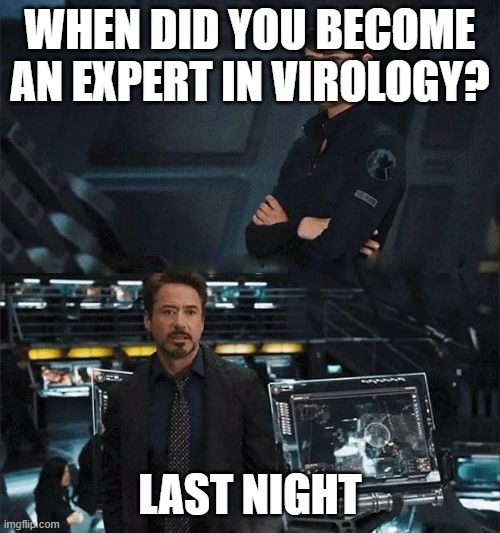 WHEN DID YOU BECOME
AN EXPERT IN VIROLOGY?
LAST NIGHT
imgflip.com